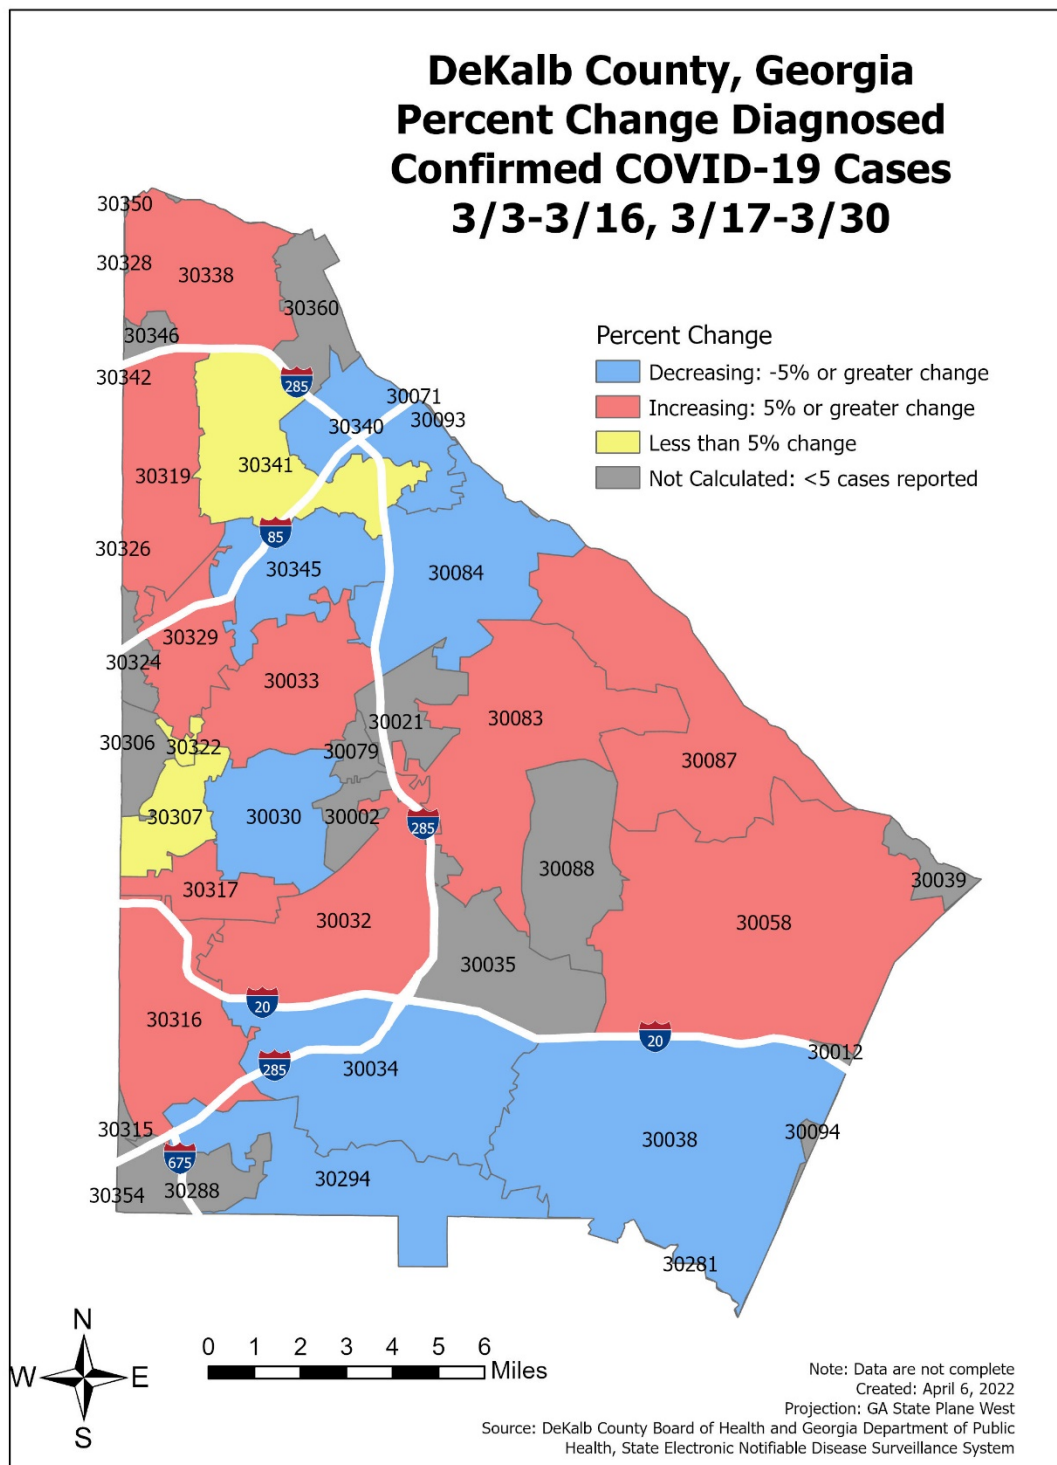 DeKalb County, Georgia
Percent Change Diagnosed
Confirmed COVID-19 Cases
3/3-3/16, 3/17-3/30
Percent Change
Decreasing: -5% or greater change
Increasing: 5% or greater change
Less than 5% change
Not Calculated: <5 cases reported
30350
30328
30338
30360
30346
30342
285
30071
30093
30340
30341
30319
85
30326
30345
30084
30329
30324
30033
30021
30083
30306
30322
30079
30087
30307
30030
30002
285
30088
30039
30317
30032
30058
30035
20
30316
20
30012
285
30034
30315
30038
30094
675
30294
30354
30288
30281
N
W
E
S
0 1 2 3 4 5 6
Miles
Note: Data are not complete
Created: April 6, 2022
Projection: GA State Plane West
Source: DeKalb County Board of Health and Georgia Department of Public
Health, State Electronic Notifiable Disease Surveillance System